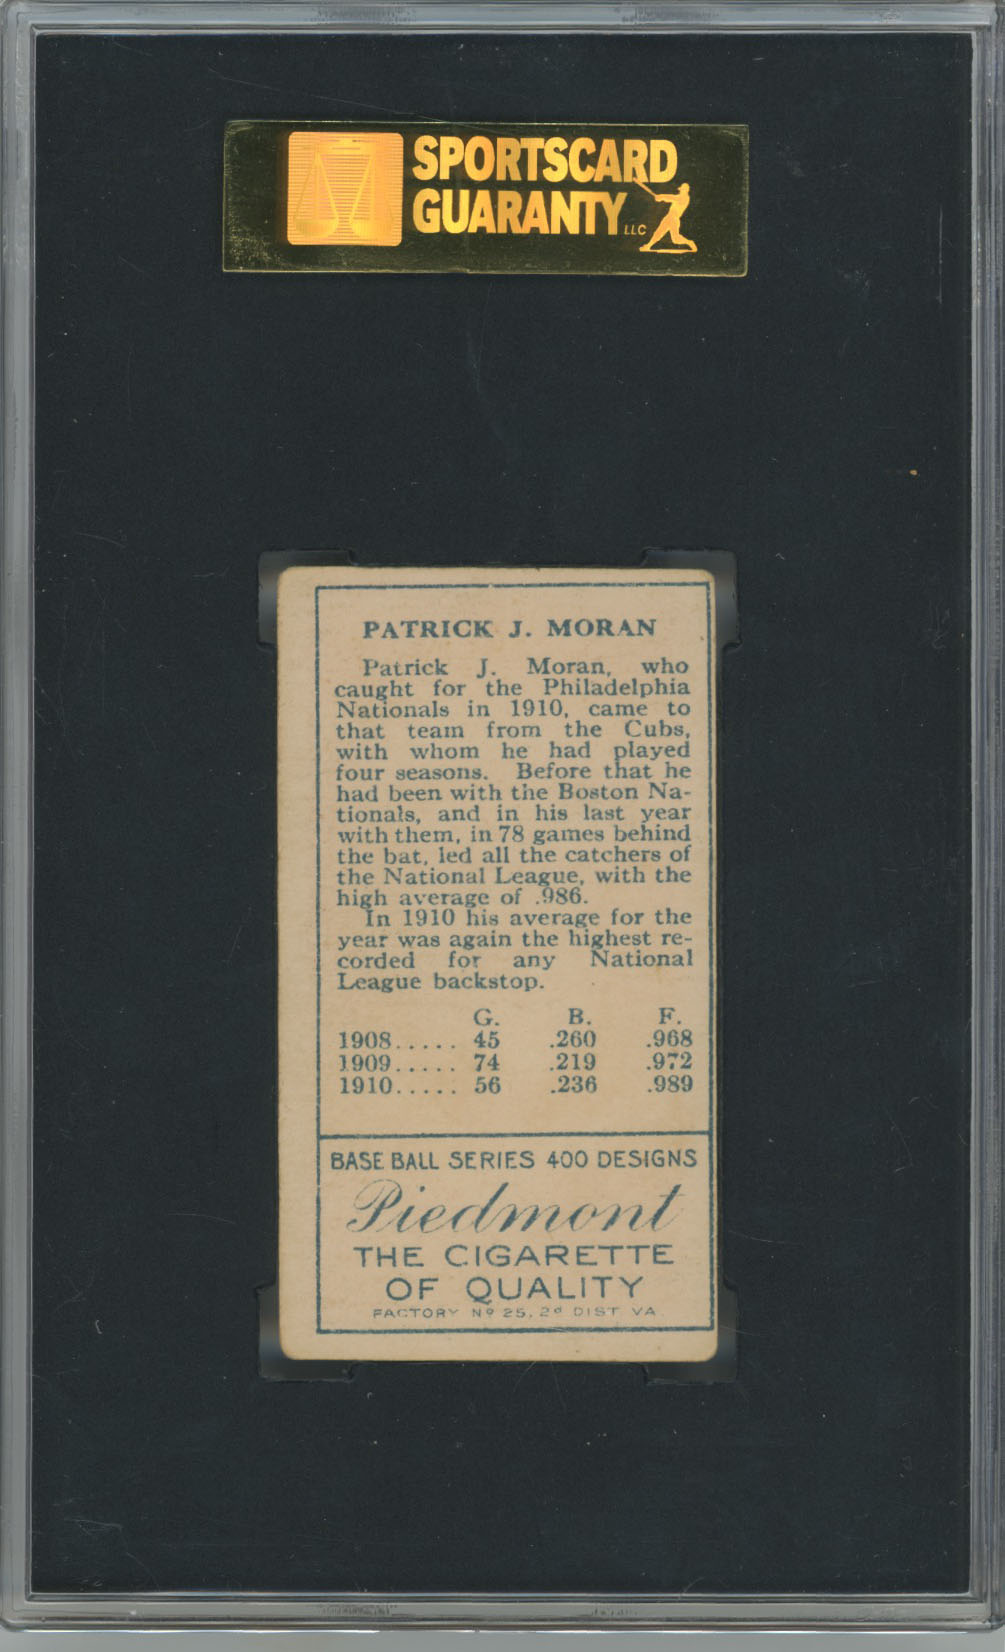 SPORTSCARD
GUARANTY LLC
PATRICK J. MORAN
Patrick J. Moran, who
caught for the Philadelphia
Nationals in 1910, came to
that team from the Cubs,
with whom he had played
four seasons. Before that he
had been with the Boston Na-
tionals, and in his last year
with them, in 78 games behind
the bat, led all the catchers of
the National League, with the
high average of .986.
In 1910 his average for the
year was again the highest re-
corded for any National
League backstop.
G. B. F.
1908..... 45 .260 .968
1909..... 74 .219 .972
1910..... 56 .236 .989
BASE BALL SERIES 400 DESIGNS
Piedmont
THE CIGARETTE
OF QUALITY
FACTORY Nº 25, 2d DIST. VA.